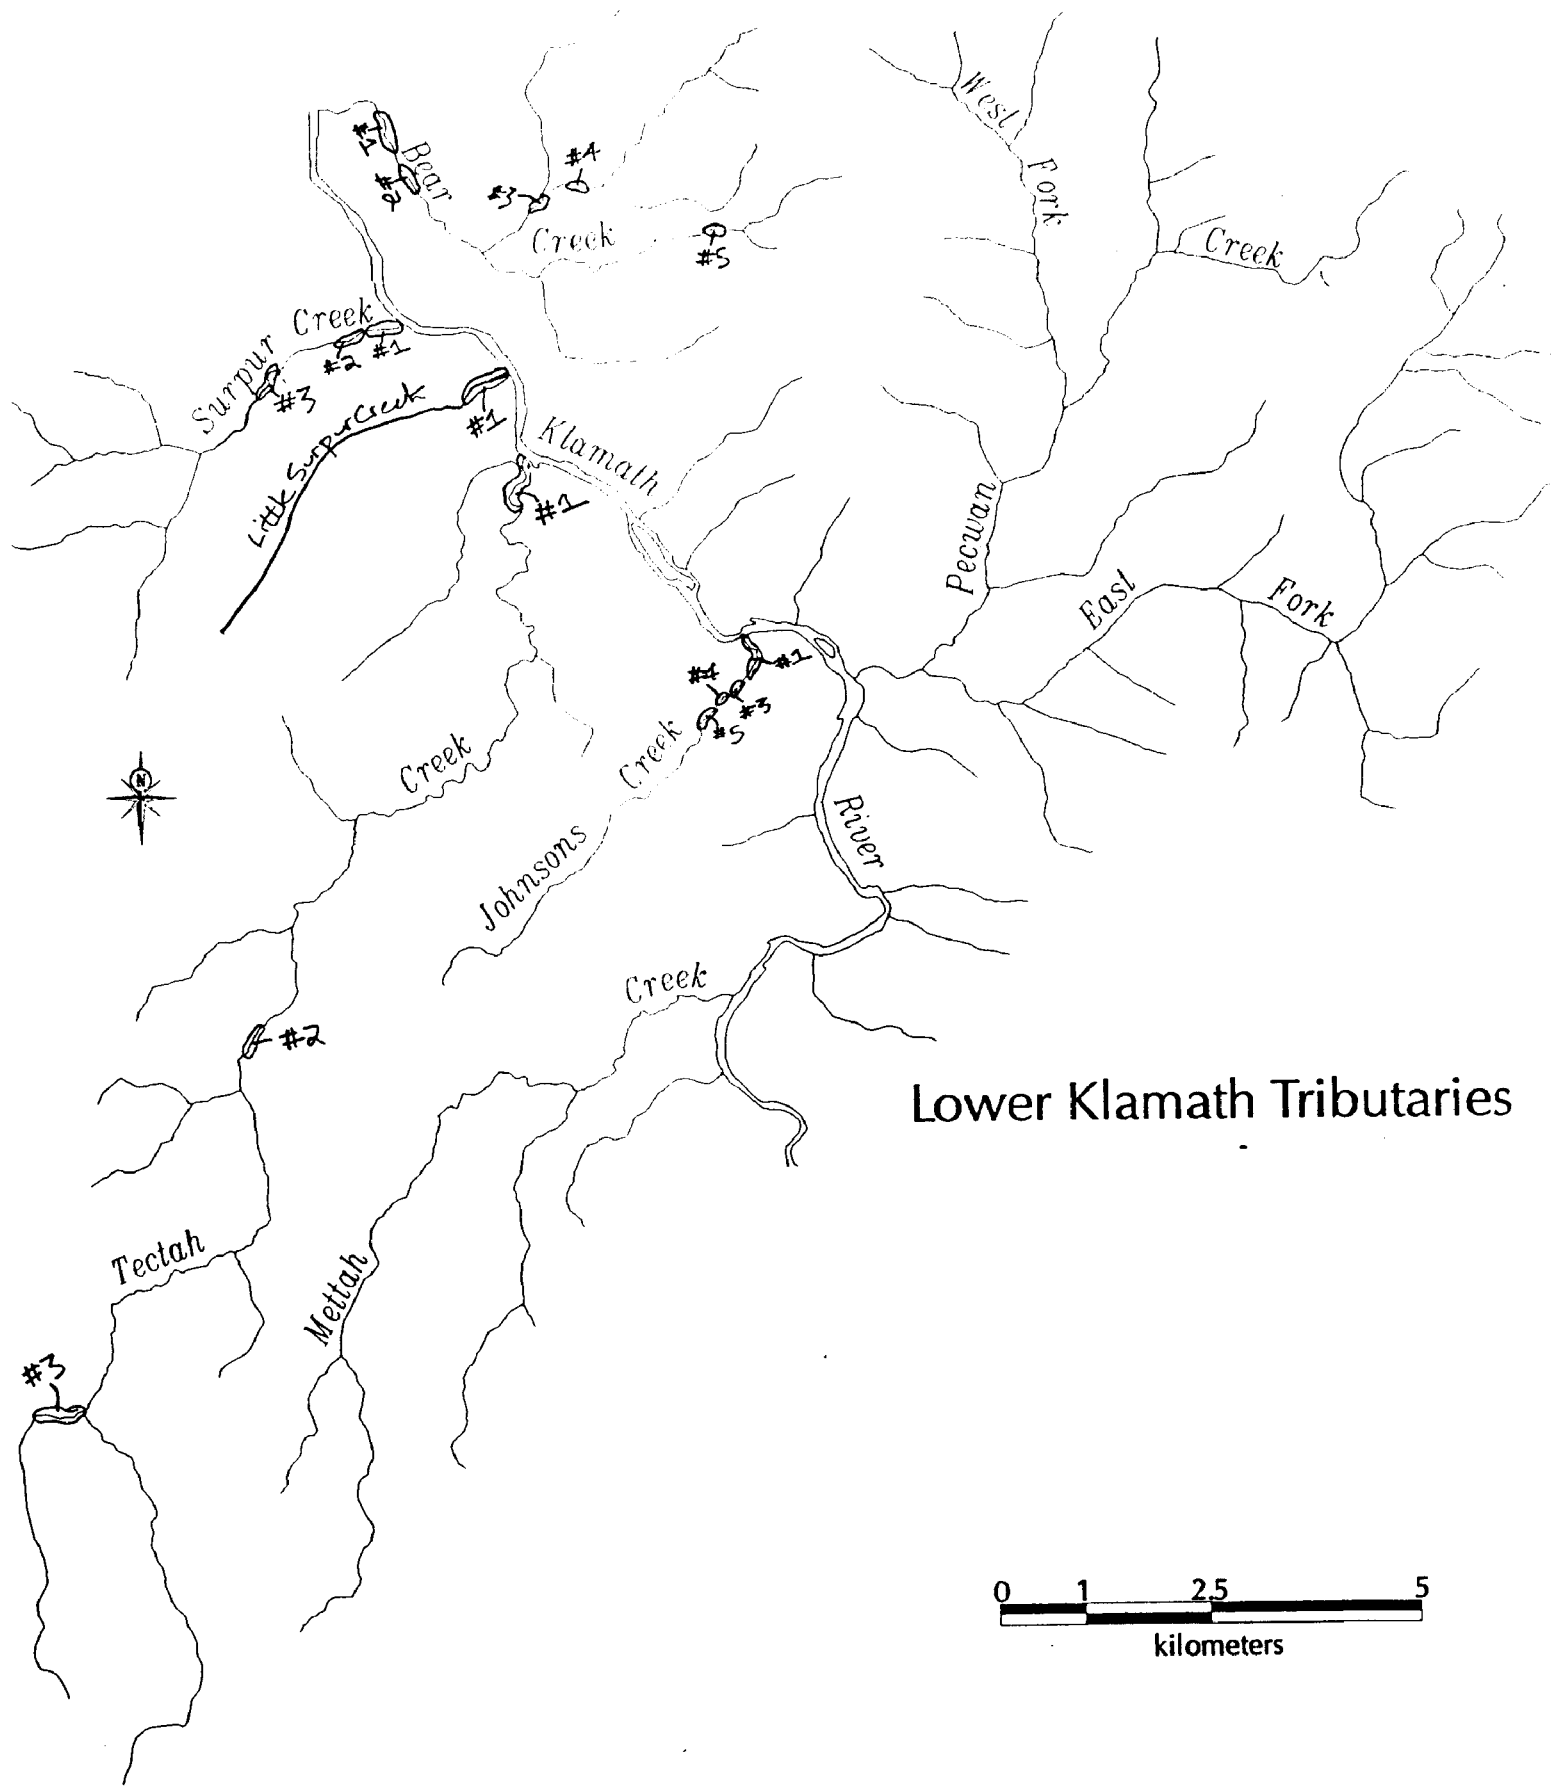 West
Fork
Creek
#1
Bear
#2
#3
#4
Creek
#5
Surpur
Creek
#1
#2
#3
Little Surpur Creek
#1
Klamath
#1
Pecwan
East
Fork
#1
#4
#3
#5
Creek
Johnsons
Creek
N
River
Creek
#2
Lower Klamath Tributaries
Tectah
Mettah
#3
0 1 2.5 5
kilometers